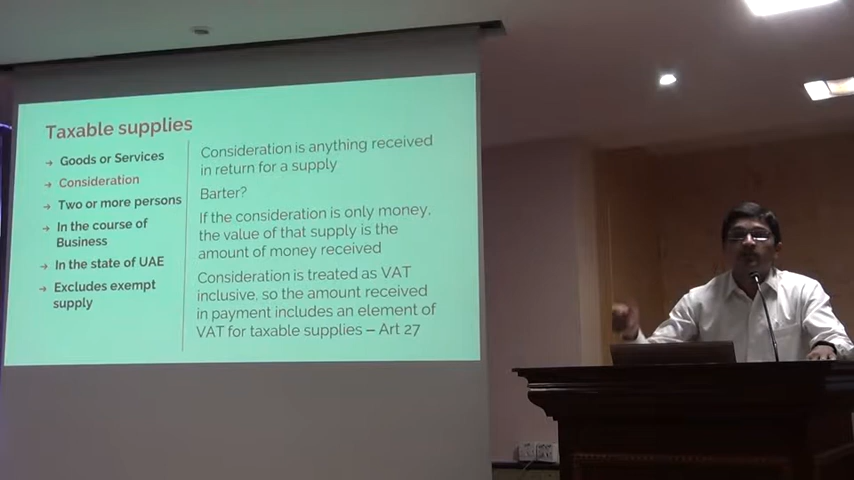 Taxable supplies
→ Goods or Services
→ Consideration
→ Two or more persons
→ In the course of
Business
→ In the state of UAE
→ Excludes exempt
supply
Consideration is anything received
in return for a supply
Barter?
If the consideration is only money,
the value of that supply is the
amount of money received
Consideration is treated as VAT
inclusive, so the amount received
in payment includes an element of
VAT for taxable supplies – Art 27